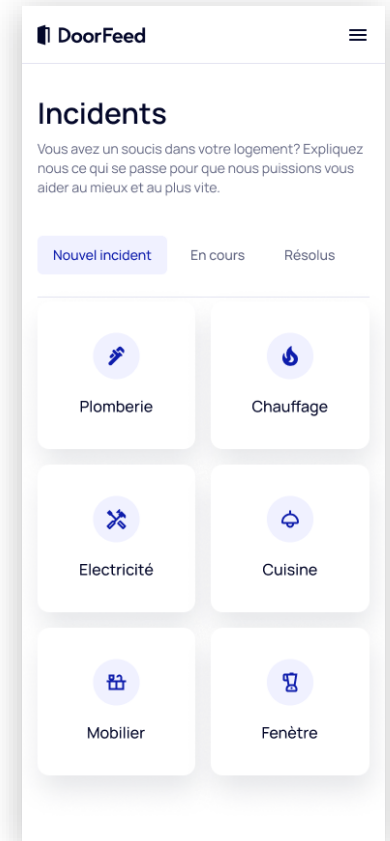 DoorFeed
Incidents
Vous avez un soucis dans votre logement? Expliquez
nous ce qui se passe pour que nous puissions vous
aider au mieux et au plus vite.
Nouvel incident En cours Résolus
Plomberie Chauffage
Electricité Cuisine
Mobilier Fenètre